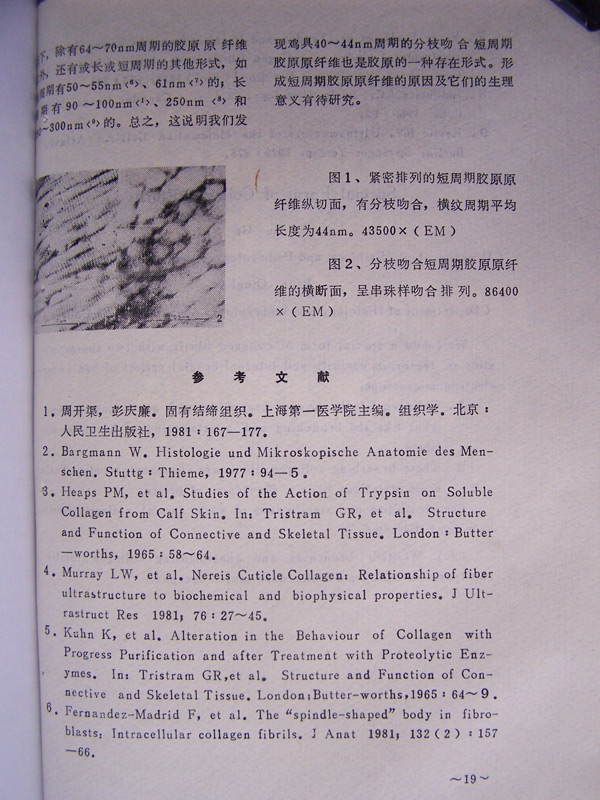 下，除有64～70nm周期的胶原原纤维
外，还有或长或短周期的其他形式，如
周期有50～55nm<6>、61nm<7>的；长
期有90～100nm<1>、250nm<8>和
～300nm<9>的。总之，这说明我们发
现鸡具40～44nm周期的分枝吻合短周期
胶原原纤维也是胶原的一种存在形式。形
成短周期胶原原纤维的原因及它们的生理
意义有待研究。
2
图1、紧密排列的短周期胶原原
纤维纵切面，有分枝吻合，横纹周期平均
长度为44nm。43500×(EM)
图2、分枝吻合短周期胶原原纤
维的横断面，呈串珠样吻合排列。86400
×(EM)
参考文献
1．周开渠，彭庆廉。固有结缔组织。上海第一医学院主编。组织学。北京：
人民卫生出版社，1981：167—177。
2．Bargmann W. Histologie und Mikroskopische Anatomie des Men-
schen. Stuttg：Thieme, 1977：94—5。
3．Heaps PM, et al. Studies of the Action of Trypsin on Soluble
Collagen from Calf Skin. In: Tristram GR, et al. Structure
and Function of Connective and Skeletal Tissue. London：Butter
—worths, 1965：58～64.
4．Murray LW, et al. Nereis Cuticle Collagen: Relationship of fiber
ultrastructure to biochemical and biophysical properties. J Ult-
rastruct Res 1981; 76：27～45.
5．Kuhn K, et al. Alteration in the Behaviour of Collagen with
Progress Purification and after Treatment with Proteolytic Enz-
ymes. In: Tristram GR,et al. Structure and Function of Con-
nective and Skeletal Tissue. London:Butter-worths,1965：64～9.
6．Fernandez-Madrid F, et al. The “spindle-shaped” body in fibro-
blasts: Intracellular collagen fibrils. J Anat 1981; 132(2)：157
—66.
～19～